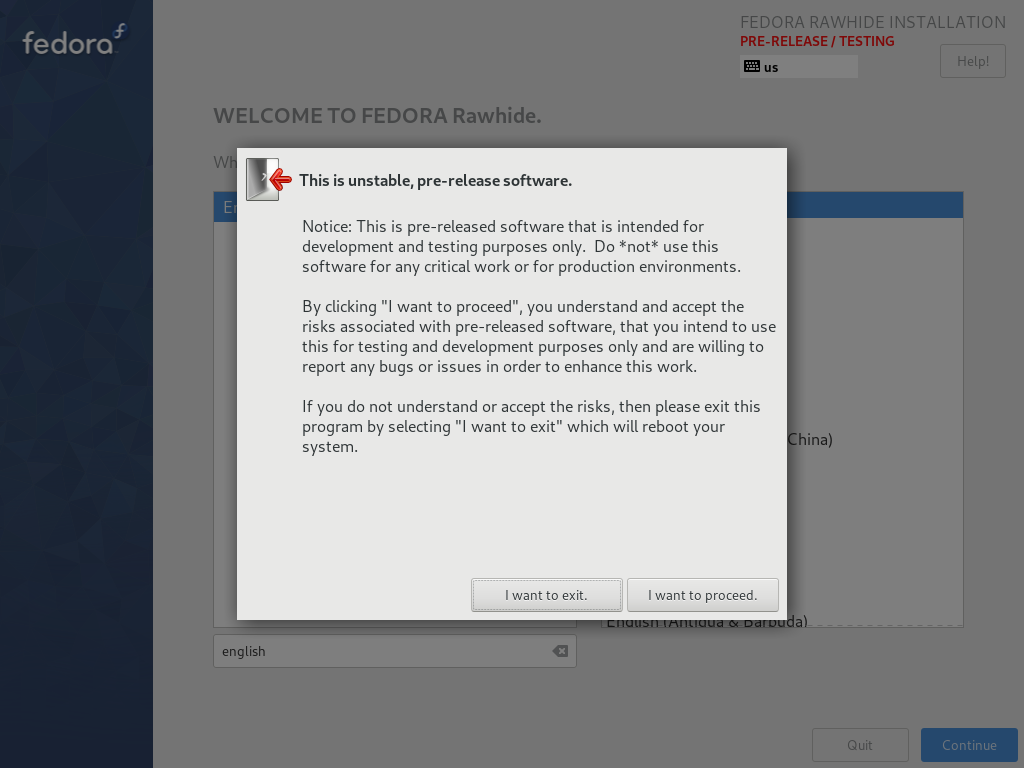 fedora
FEDORA RAWHIDE INSTALLATION
PRE-RELEASE / TESTING
us
Help!
WELCOME TO FEDORA Rawhide.
This is unstable, pre-release software.
Notice: This is pre-released software that is intended for
development and testing purposes only.  Do *not* use this
software for any critical work or for production environments.
By clicking "I want to proceed", you understand and accept the
risks associated with pre-released software, that you intend to use
this for testing and development purposes only and are willing to
report any bugs or issues in order to enhance this work.
If you do not understand or accept the risks, then please exit this
program by selecting "I want to exit" which will reboot your
system.
China)
I want to exit.
I want to proceed.
English (Antigua & Barbuda)
english
Quit
Continue